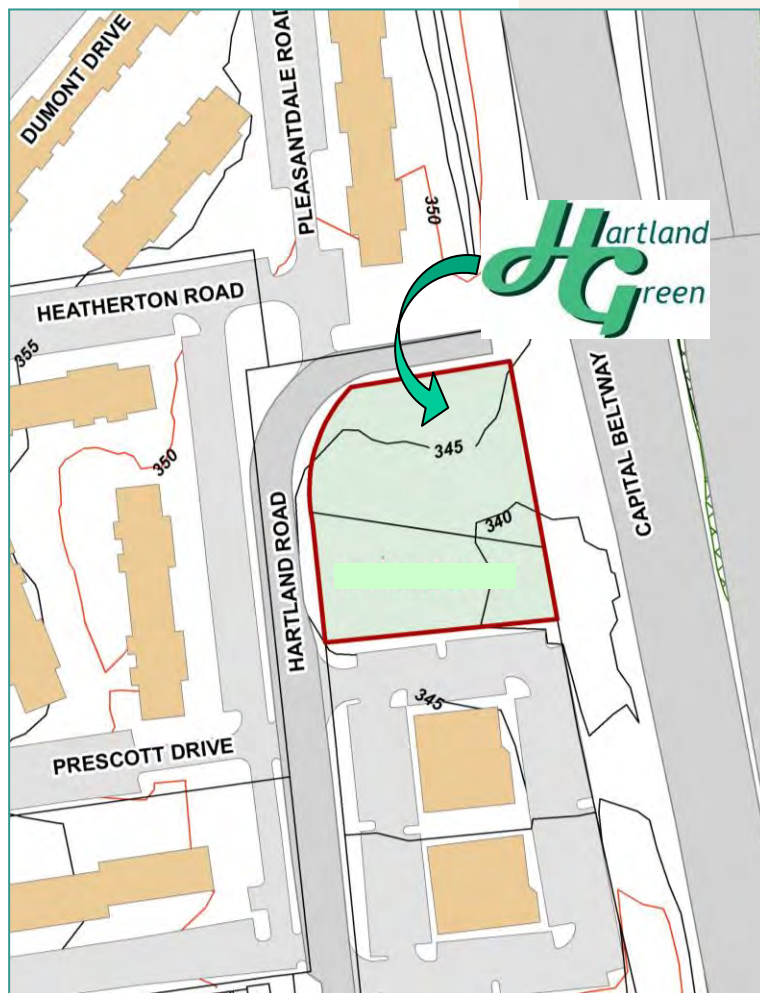 DUMONT DRIVE
PLEASANTDALE ROAD
350
Hartland
Green
HEATHERTON ROAD
355
345
CAPITAL BELTWAY
350
340
HARTLAND ROAD
345
PRESCOTT DRIVE